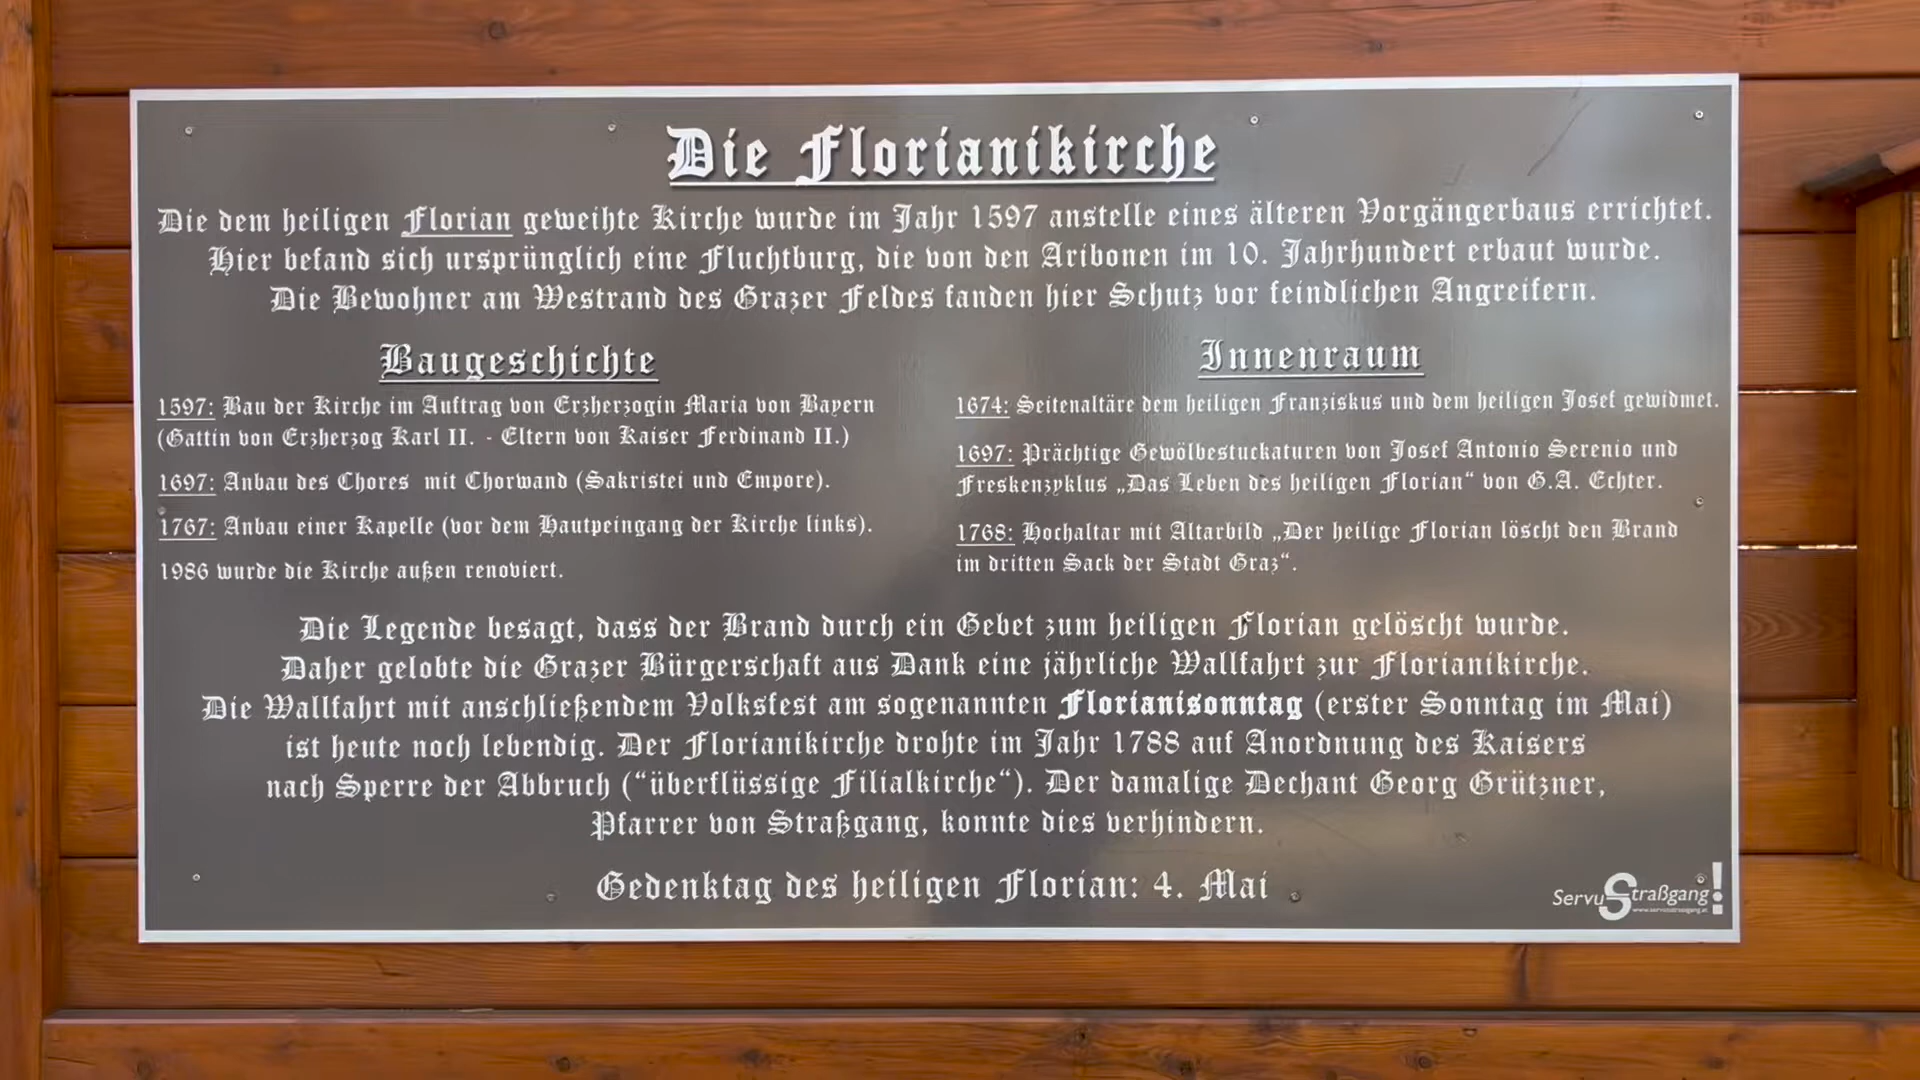 Die Florianikirche
Die dem heiligen Florian geweihte Kirche wurde im Jahr 1597 anstelle eines älteren Vorgängerbaus errichtet.
Hier befand sich ursprünglich eine Fluchtburg, die von den Aribonen im 10. Jahrhundert erbaut wurde.
Die Bewohner am Westrand des Grazer Feldes fanden hier Schutz vor feindlichen Angreifern.
Baugeschichte
1597: Bau der Kirche im Auftrag von Erzherzogin Maria von Bayern
(Gattin von Erzherzog Karl II. - Eltern von Kaiser Ferdinand II.)
1697: Anbau des Chores mit Chorwand (Sakristei und Empore).
1767: Anbau einer Kapelle (vor dem Hautpeingang der Kirche links).
1986 wurde die Kirche außen renoviert.
Innenraum
1674: Seitenaltäre dem heiligen Franziskus und dem heiligen Josef gewidmet.
1697: Prächtige Gewölbestuckaturen von Josef Antonio Serenio und
Freskenzyklus „Das Leben des heiligen Florian“ von G.A. Echter.
1768: Hochaltar mit Altarbild „Der heilige Florian löscht den Brand
im dritten Sack der Stadt Graz“.
Die Legende besagt, dass der Brand durch ein Gebet zum heiligen Florian gelöscht wurde.
Daher gelobte die Grazer Bürgerschaft aus Dank eine jährliche Wallfahrt zur Florianikirche.
Die Wallfahrt mit anschließendem Volksfest am sogenannten Florianisonntag (erster Sonntag im Mai)
ist heute noch lebendig. Der Florianikirche drohte im Jahr 1788 auf Anordnung des Kaisers
nach Sperre der Abbruch (“überflüssige Filialkirche“). Der damalige Dechant Georg Grützner,
Pfarrer von Straßgang, konnte dies verhindern.
Gedenktag des heiligen Florian: 4. Mai
ServuStraßgang!
www.servusstrassgang.at